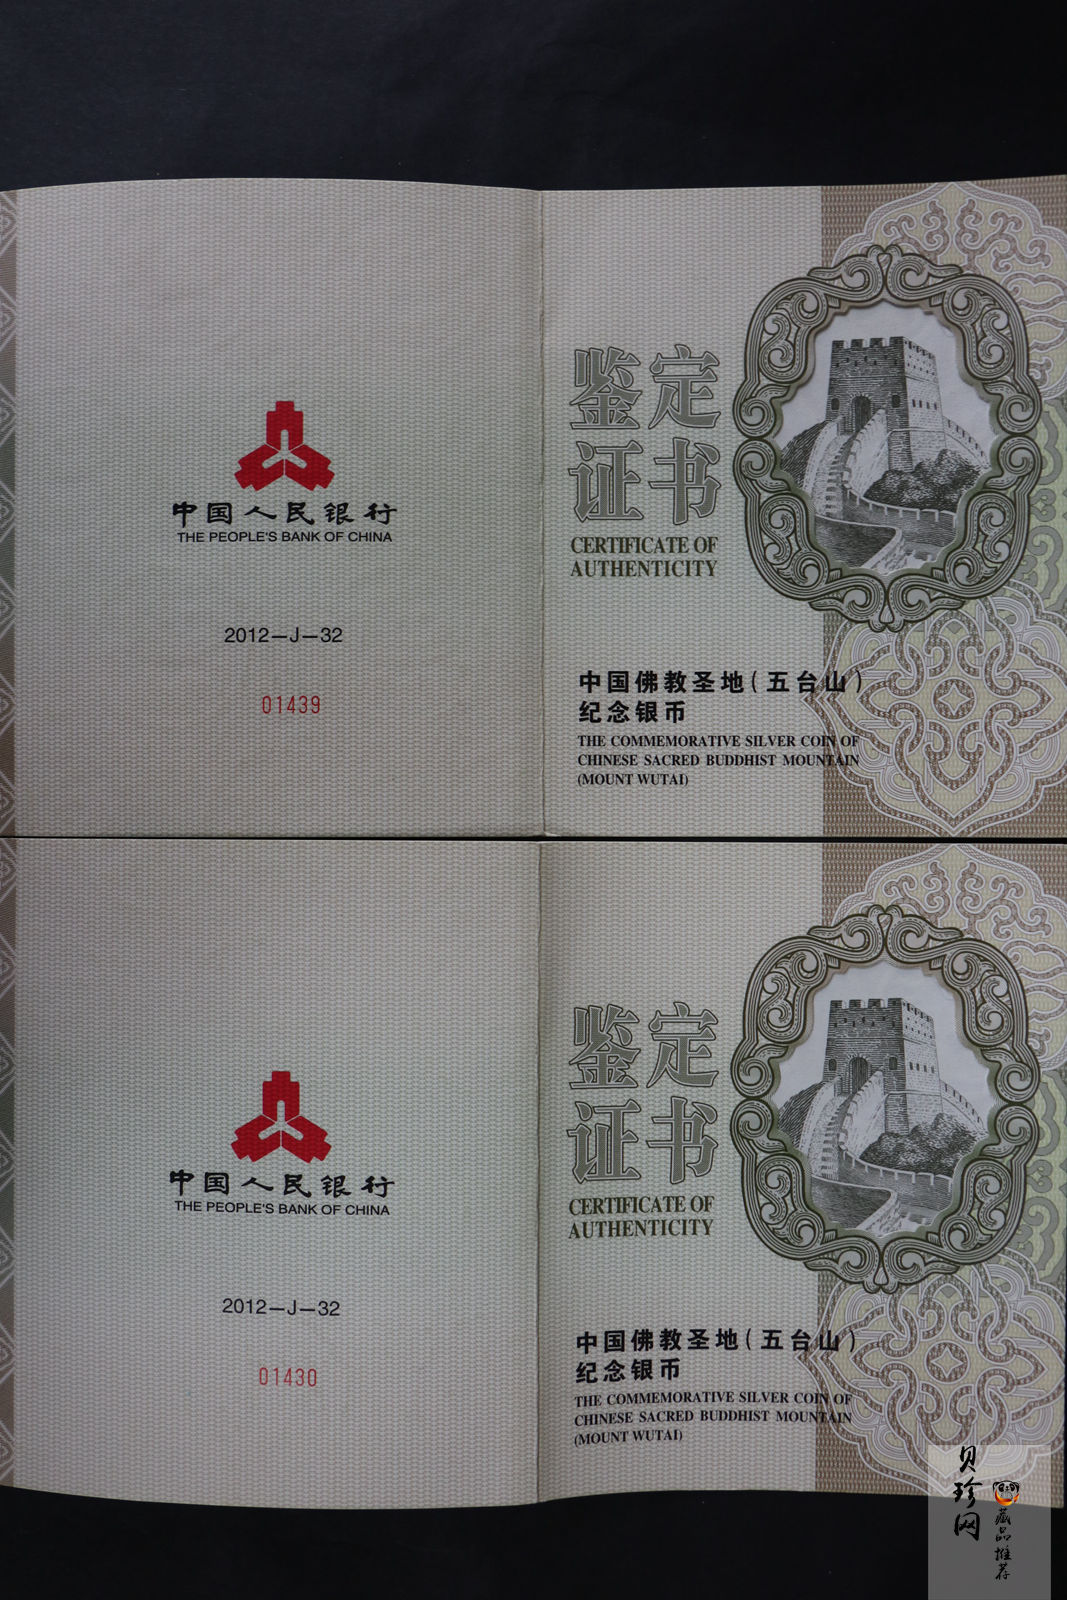 中国人民银行
THE PEOPLE'S BANK OF CHINA
2012-J-32
01439
鉴定
证书
CERTIFICATE OF
AUTHENTICITY
中国佛教圣地(五台山)
纪念银币
THE COMMEMORATIVE SILVER COIN OF
CHINESE SACRED BUDDHIST MOUNTAIN
(MOUNT WUTAI)
中国人民银行
THE PEOPLE'S BANK OF CHINA
2012-J-32
01430
鉴定
证书
CERTIFICATE OF
AUTHENTICITY
中国佛教圣地(五台山)
纪念银币
THE COMMEMORATIVE SILVER COIN OF
CHINESE SACRED BUDDHIST MOUNTAIN
(MOUNT WUTAI)
贝珍网
藏品推荐